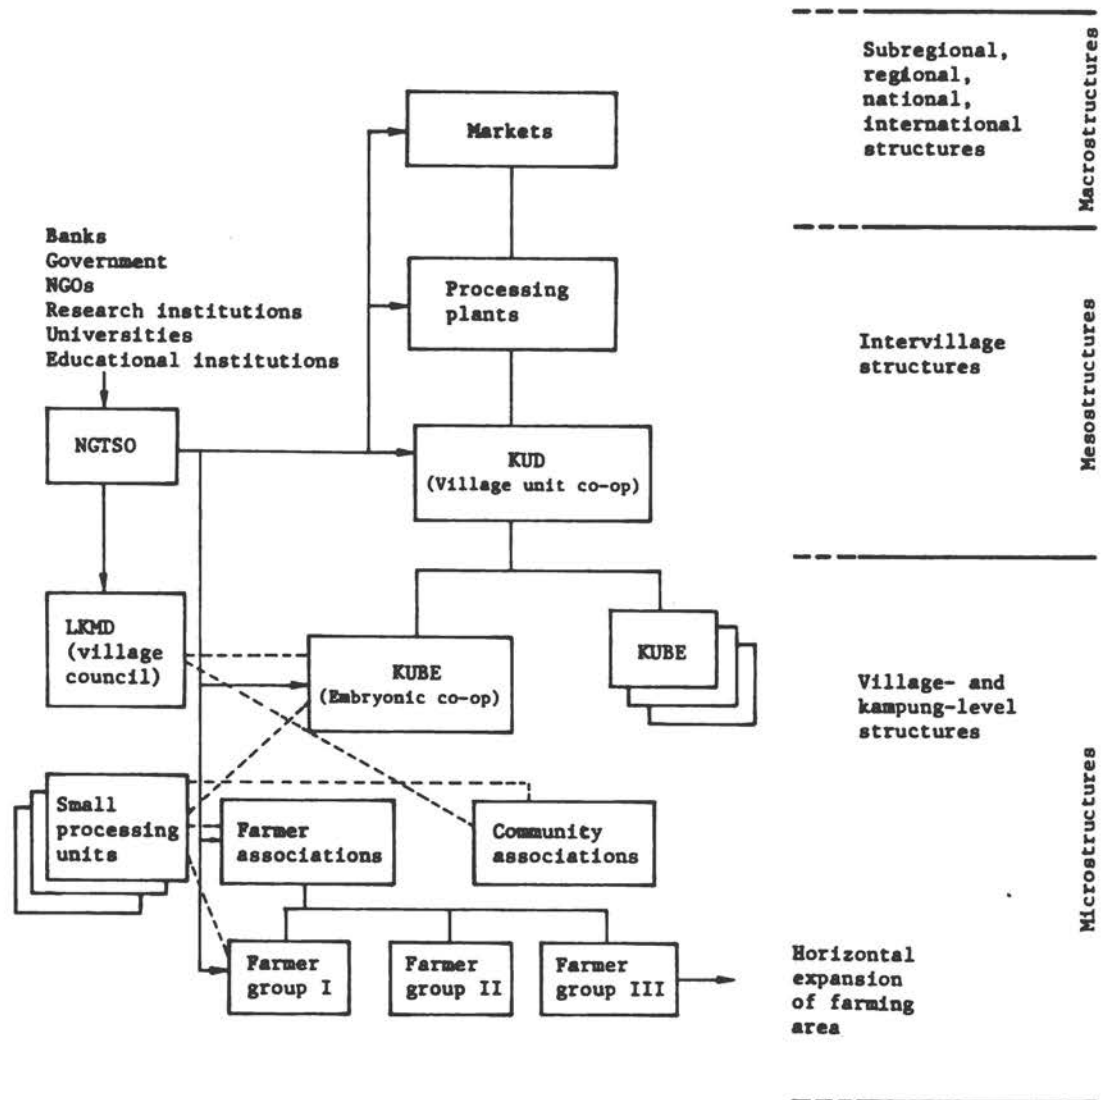 Subregional,
regional,
national,
international
structures
Macrostructures
Markets
Banks
Government
NGOs
Research institutions
Universities
Educational institutions
Processing
plants
Intervillage
structures
Mesostructures
NGTSO
KUD
(Village unit co-op)
LKMD
(village
council)
KUBE
(Embryonic co-op)
KUBE
Village- and
kampung-level
structures
Microstructures
Small
processing
units
Farmer
associations
Community
associations
Farmer
group I
Farmer
group II
Farmer
group III
Horizontal
expansion
of farming
area